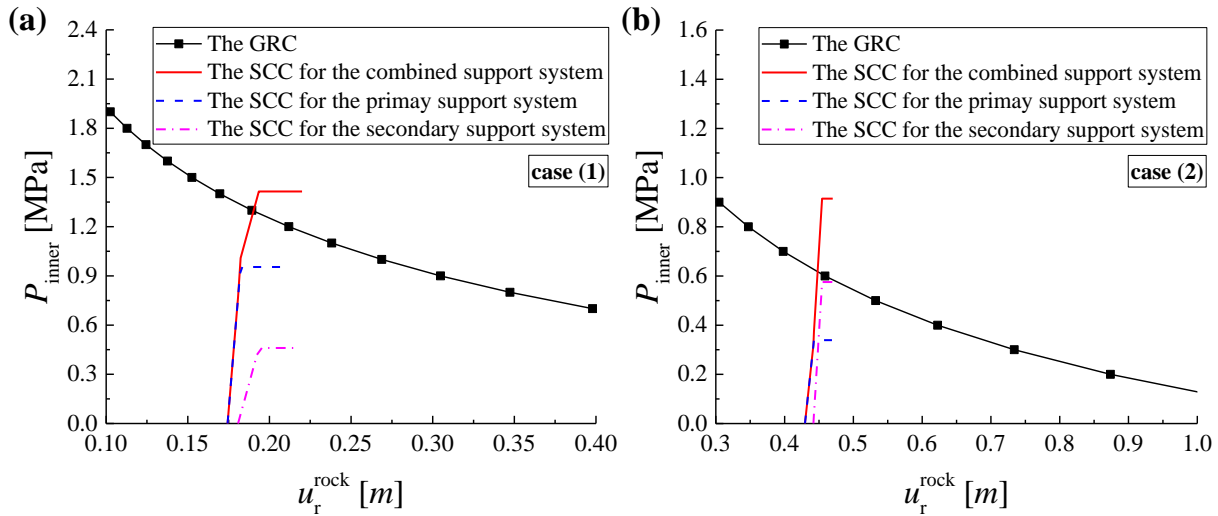 (a)
2.4
2.1
1.8
1.5
1.2
0.9
0.6
0.3
0.0
P_inner [MPa]
The GRC
The SCC for the combined support system
The SCC for the primay support system
The SCC for the secondary support system
case (1)
0.10 0.15 0.20 0.25 0.30 0.35 0.40
u_r^rock [m]
(b)
1.6
1.4
1.2
1.0
0.8
0.6
0.4
0.2
0.0
P_inner [MPa]
The GRC
The SCC for the combined support system
The SCC for the primay support system
The SCC for the secondary support system
case (2)
0.3 0.4 0.5 0.6 0.7 0.8 0.9 1.0
u_r^rock [m]